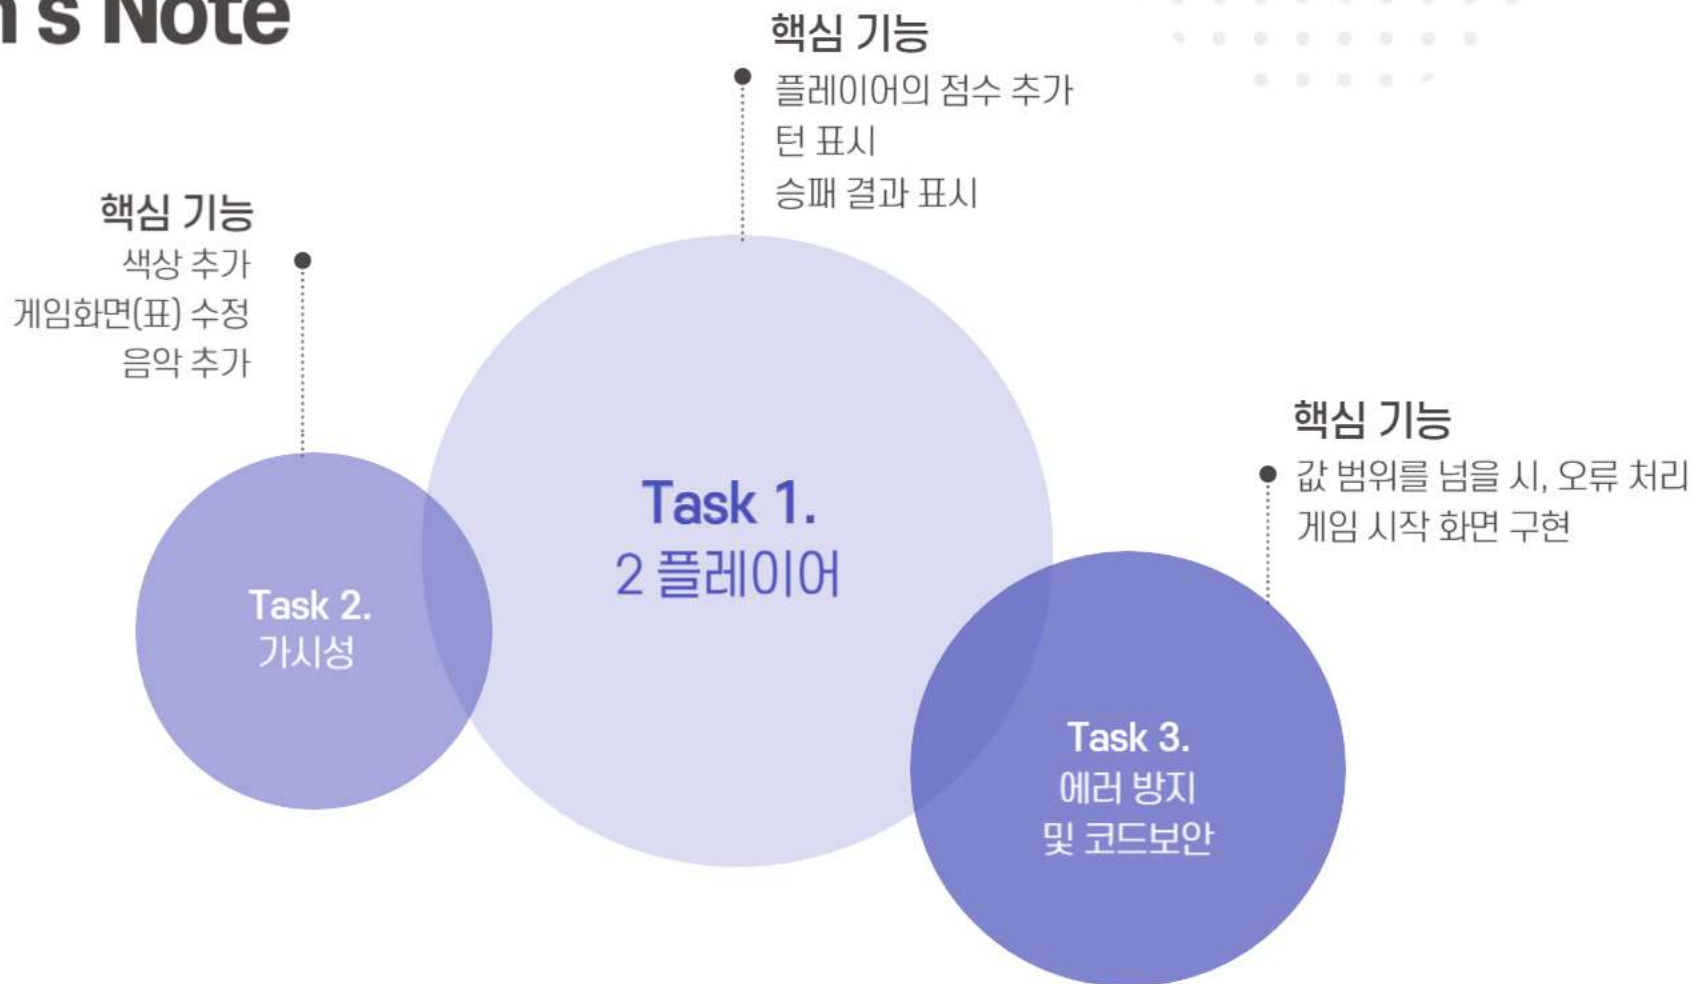 's Note
핵심 기능
플레이어의 점수 추가
턴 표시
승패 결과 표시
핵심 기능
색상 추가
게임화면(표) 수정
음악 추가
핵심 기능
값 범위를 넘을 시, 오류 처리
게임 시작 화면 구현
Task 1.
2 플레이어
Task 2.
가시성
Task 3.
에러 방지
및 코드보안